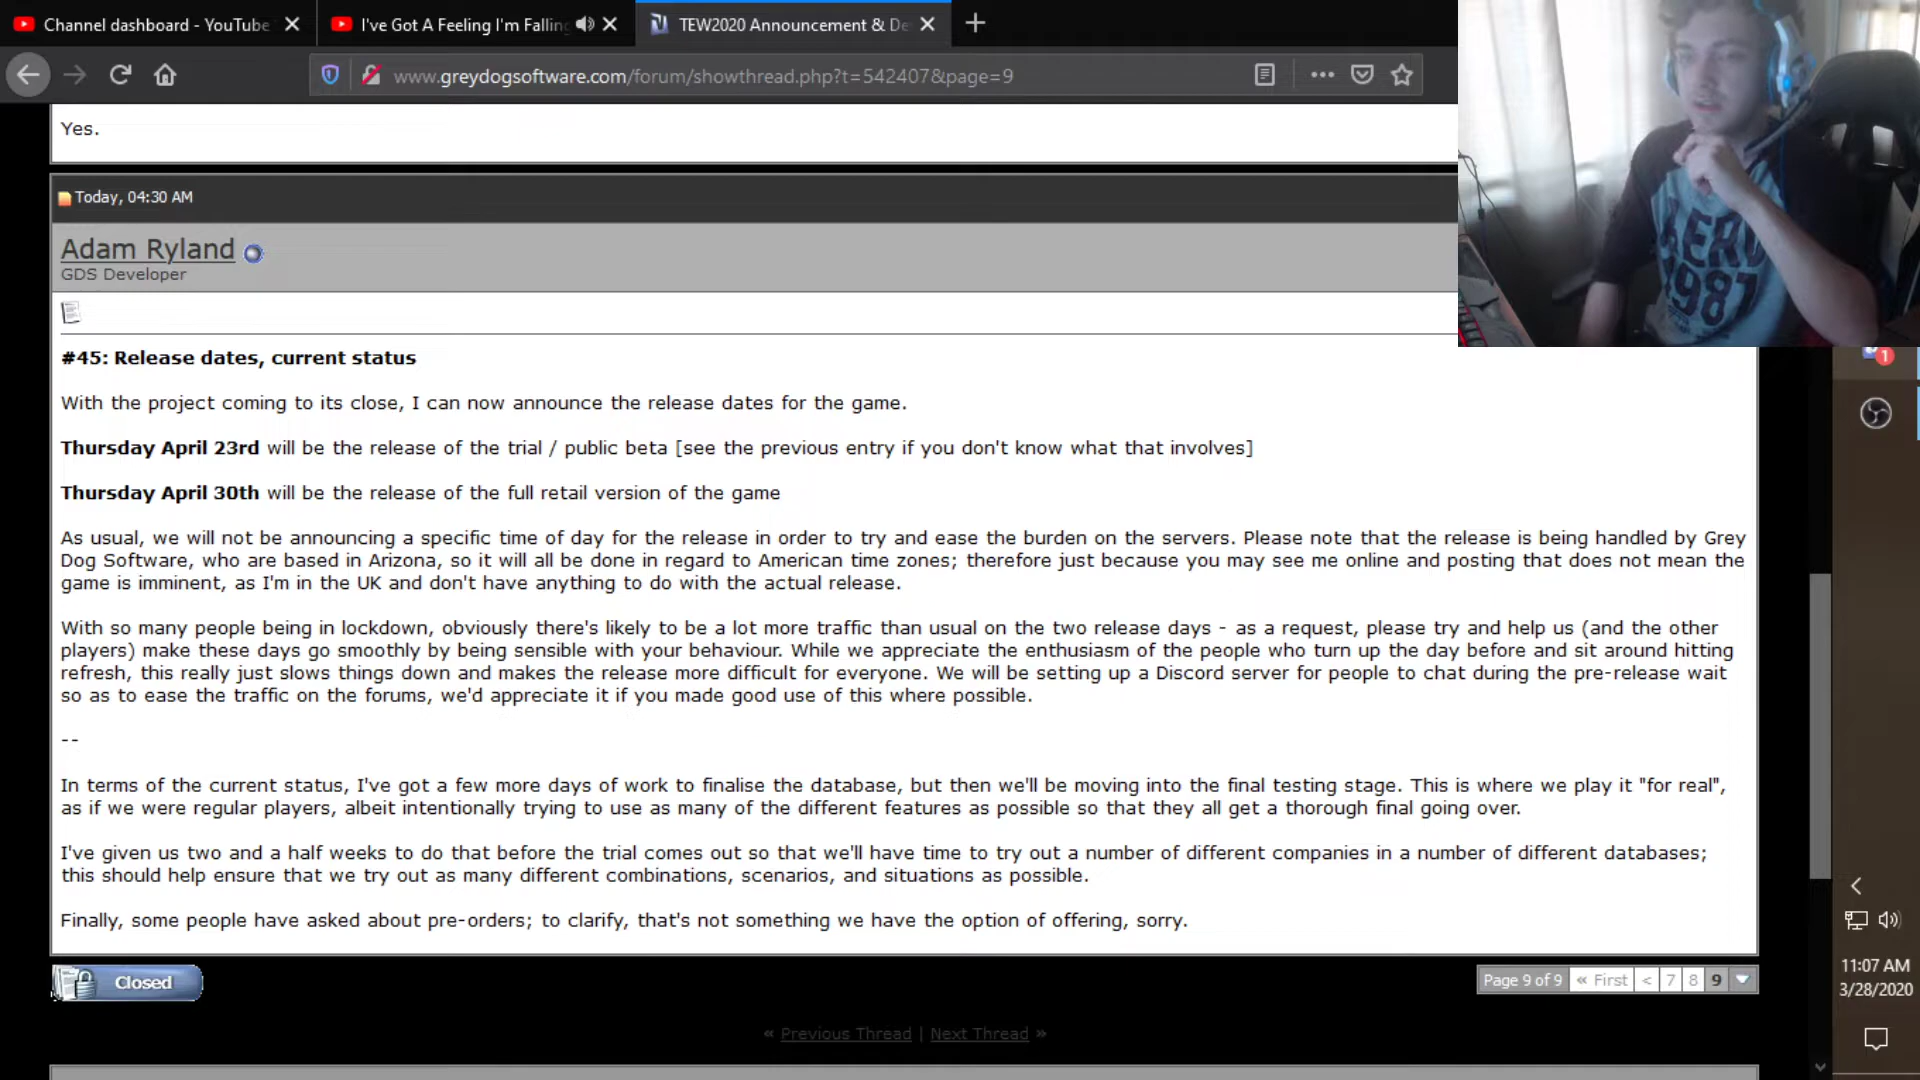 Channel dashboard - YouTube
I've Got A Feeling I'm Falling
TEW2020 Announcement & De
www.greydogsoftware.com/forum/showthread.php?t=542407&page=9
Yes.
Today, 04:30 AM
Adam Ryland
GDS Developer
#45: Release dates, current status
With the project coming to its close, I can now announce the release dates for the game.
Thursday April 23rd will be the release of the trial / public beta [see the previous entry if you don't know what that involves]
Thursday April 30th will be the release of the full retail version of the game
As usual, we will not be announcing a specific time of day for the release in order to try and ease the burden on the servers. Please note that the release is being handled by Grey
Dog Software, who are based in Arizona, so it will all be done in regard to American time zones; therefore just because you may see me online and posting that does not mean the
game is imminent, as I'm in the UK and don't have anything to do with the actual release.
With so many people being in lockdown, obviously there's likely to be a lot more traffic than usual on the two release days - as a request, please try and help us (and the other
players) make these days go smoothly by being sensible with your behaviour. While we appreciate the enthusiasm of the people who turn up the day before and sit around hitting
refresh, this really just slows things down and makes the release more difficult for everyone. We will be setting up a Discord server for people to chat during the pre-release wait
so as to ease the traffic on the forums, we'd appreciate it if you made good use of this where possible.
--
In terms of the current status, I've got a few more days of work to finalise the database, but then we'll be moving into the final testing stage. This is where we play it "for real",
as if we were regular players, albeit intentionally trying to use as many of the different features as possible so that they all get a thorough final going over.
I've given us two and a half weeks to do that before the trial comes out so that we'll have time to try out a number of different companies in a number of different databases;
this should help ensure that we try out as many different combinations, scenarios, and situations as possible.
Finally, some people have asked about pre-orders; to clarify, that's not something we have the option of offering, sorry.
Closed
Page 9 of 9 « First < 7 8 9
« Previous Thread | Next Thread »
AERO
1987
1
11:07 AM
3/28/2020